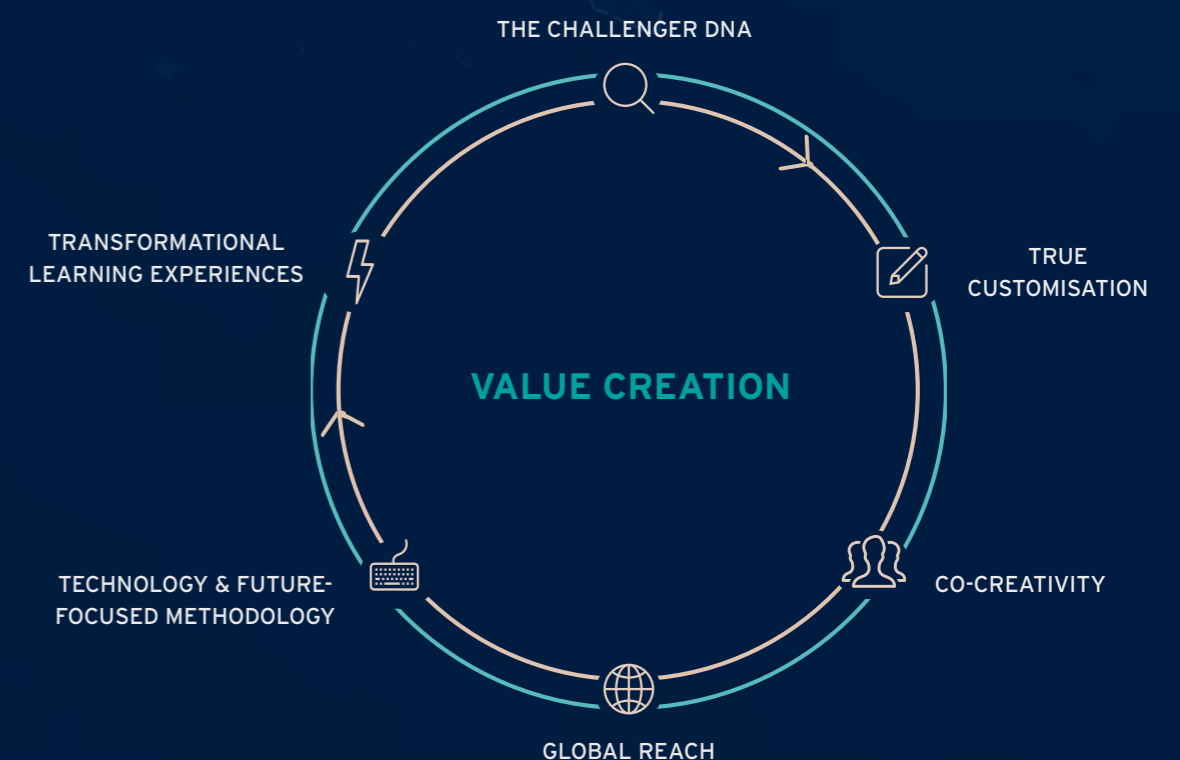 THE CHALLENGER DNA
TRANSFORMATIONAL
LEARNING EXPERIENCES
TRUE
CUSTOMISATION
VALUE CREATION
TECHNOLOGY & FUTURE-
FOCUSED METHODOLOGY
CO-CREATIVITY
GLOBAL REACH